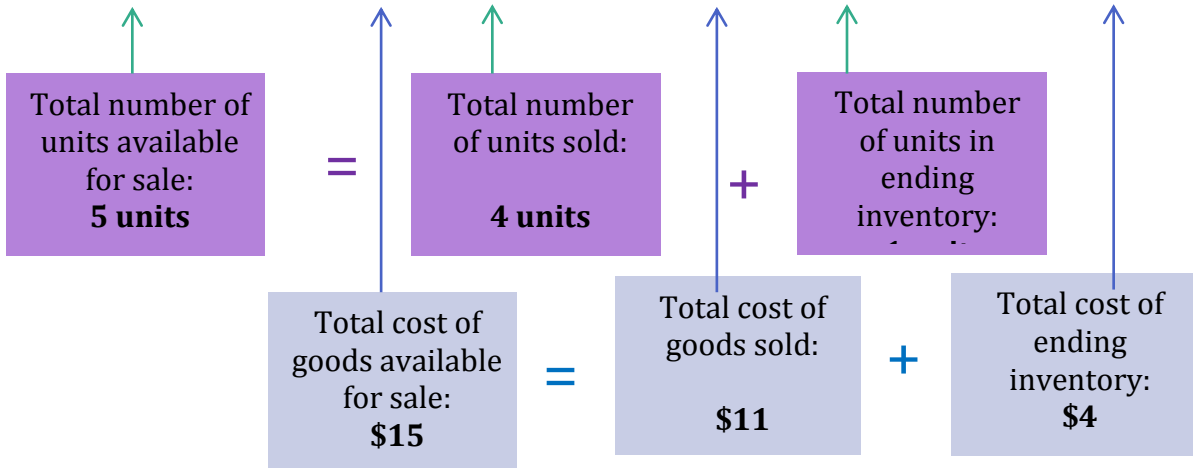 Total number of
units available
for sale:
5 units
=
Total number
of units sold:
4 units
+
Total number
of units in
ending
inventory:
Total cost of
goods available
for sale:
$15
=
Total cost of
goods sold:
$11
+
Total cost of
ending
inventory:
$4